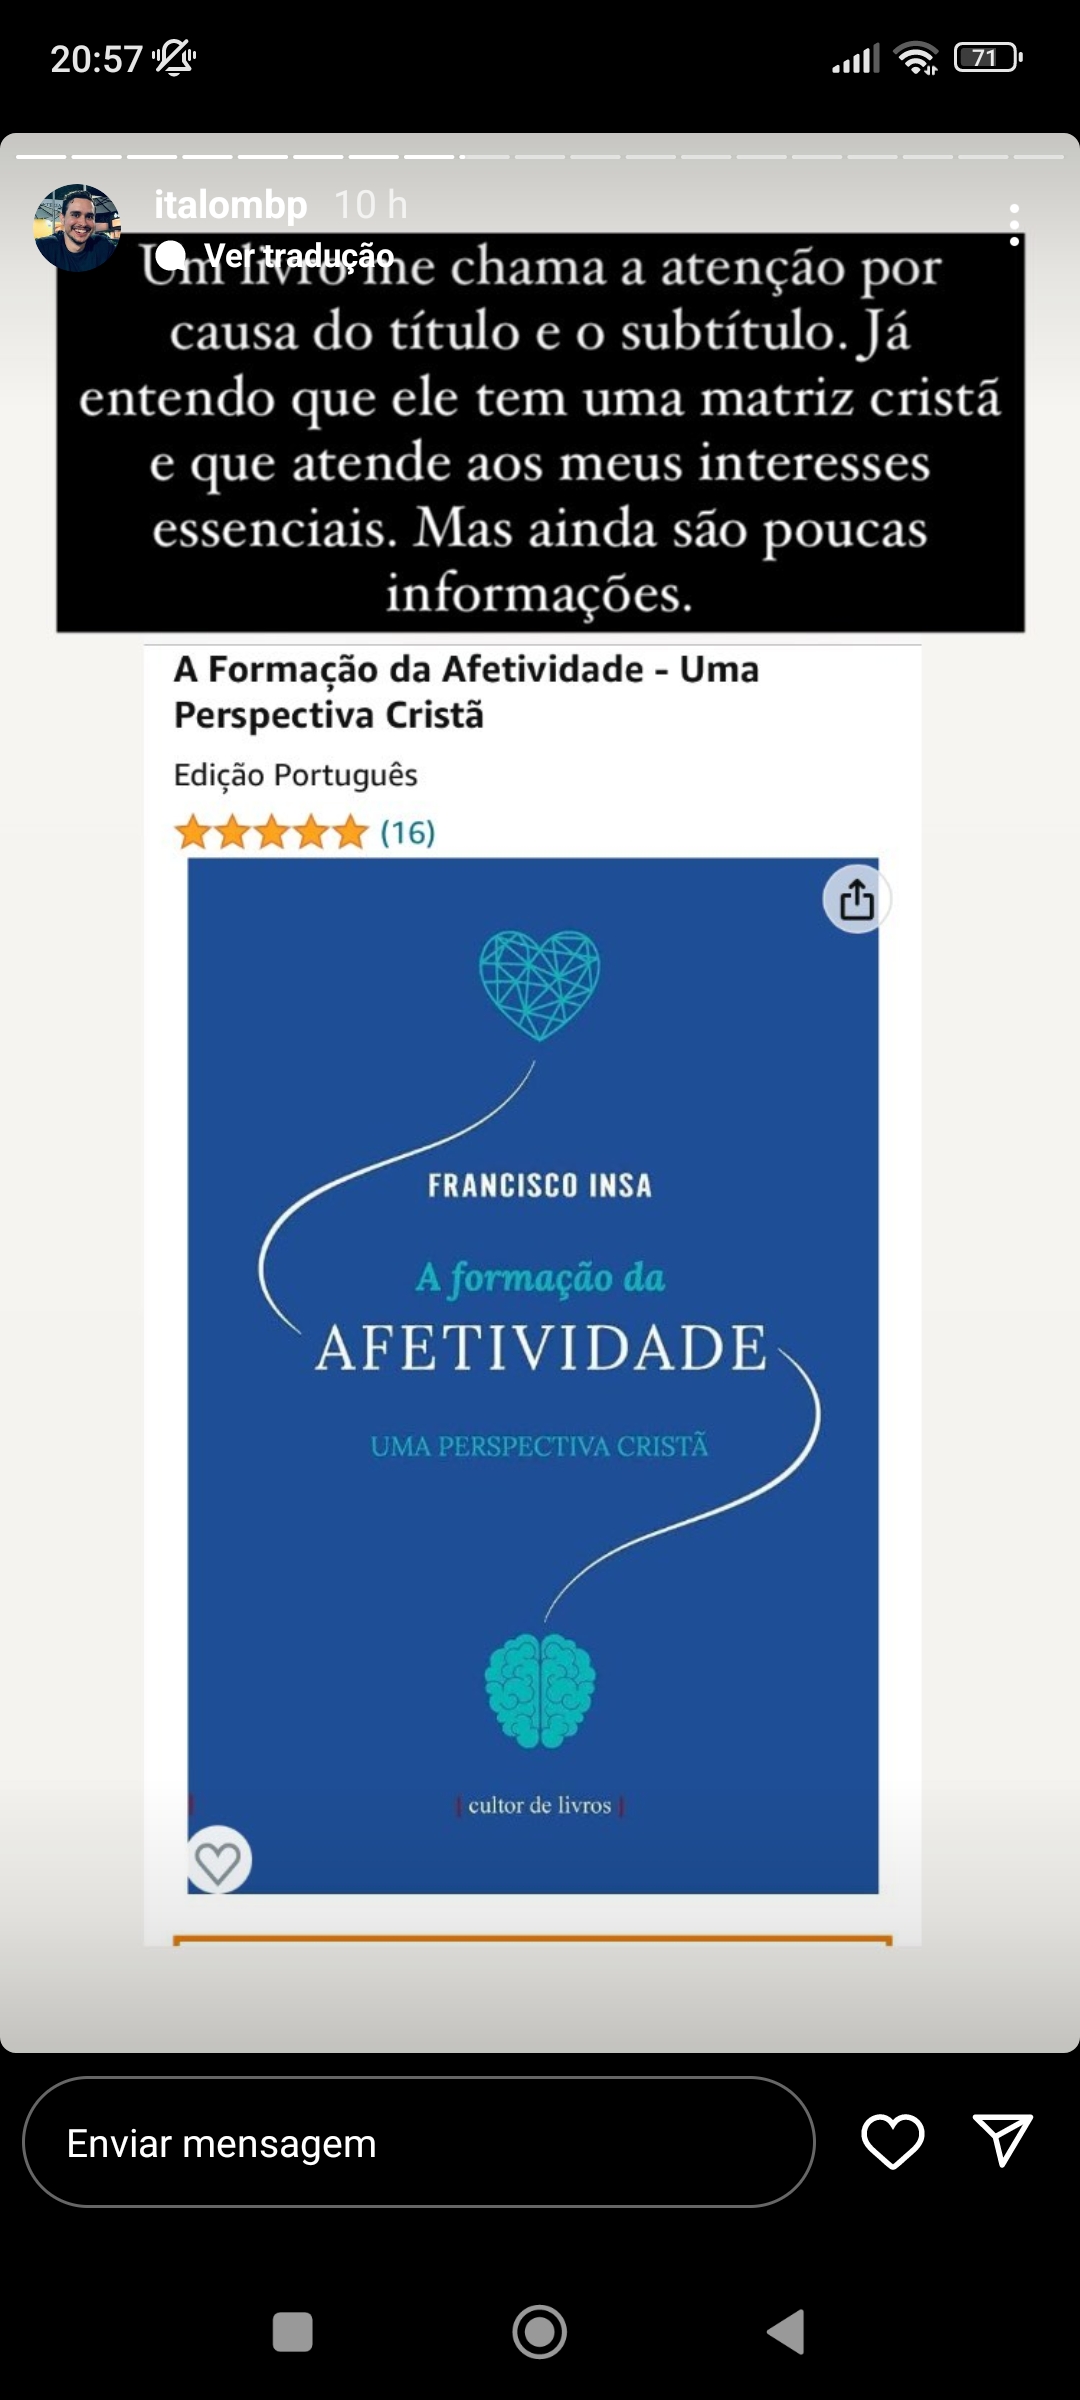 20:57
71
italombp 10 h
Ver tradução
Um livro me chama a atenção por
causa do título e o subtítulo. Já
entendo que ele tem uma matriz cristã
e que atende aos meus interesses
essenciais. Mas ainda são poucas
informações.
A Formação da Afetividade - Uma
Perspectiva Cristã
Edição Português
(16)
FRANCISCO INSA
A formação da
AFETIVIDADE
UMA PERSPECTIVA CRISTÃ
| cultor de livros |
Enviar mensagem